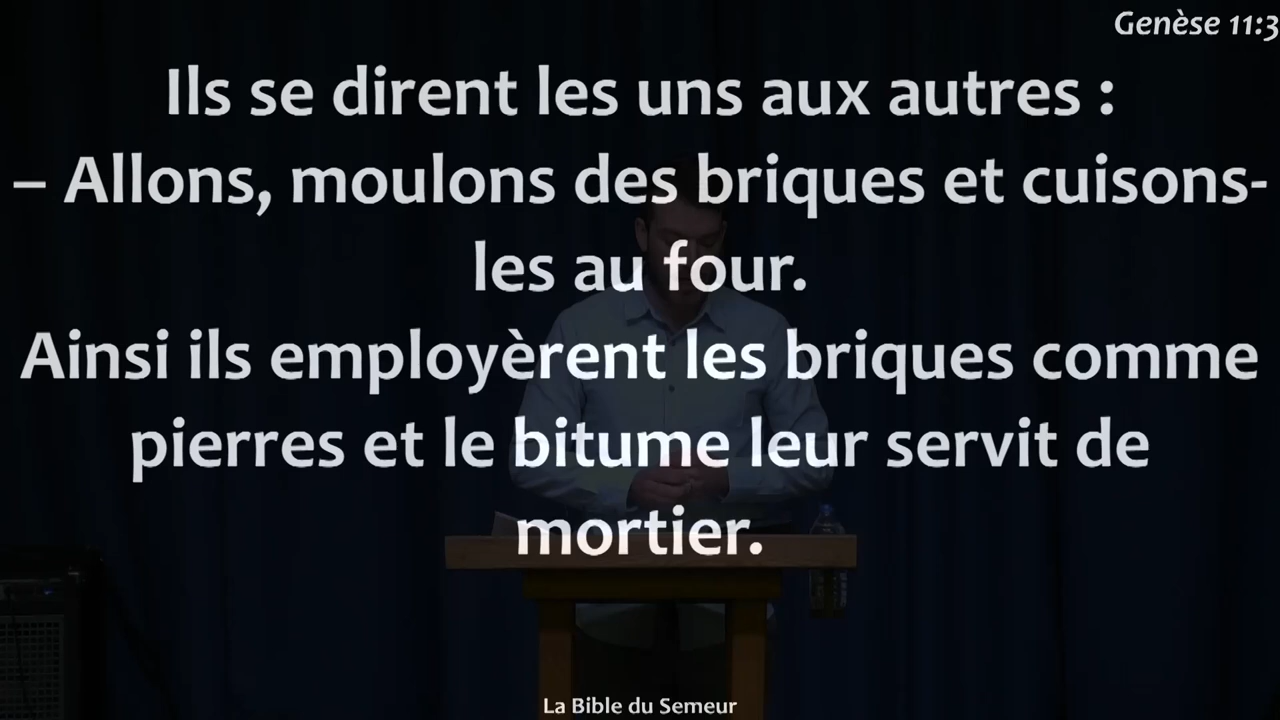 Genèse 11:3
Ils se dirent les uns aux autres :
– Allons, moulons des briques et cuisons-
les au four.
Ainsi ils employèrent les briques comme
pierres et le bitume leur servit de
mortier.
La Bible du Semeur